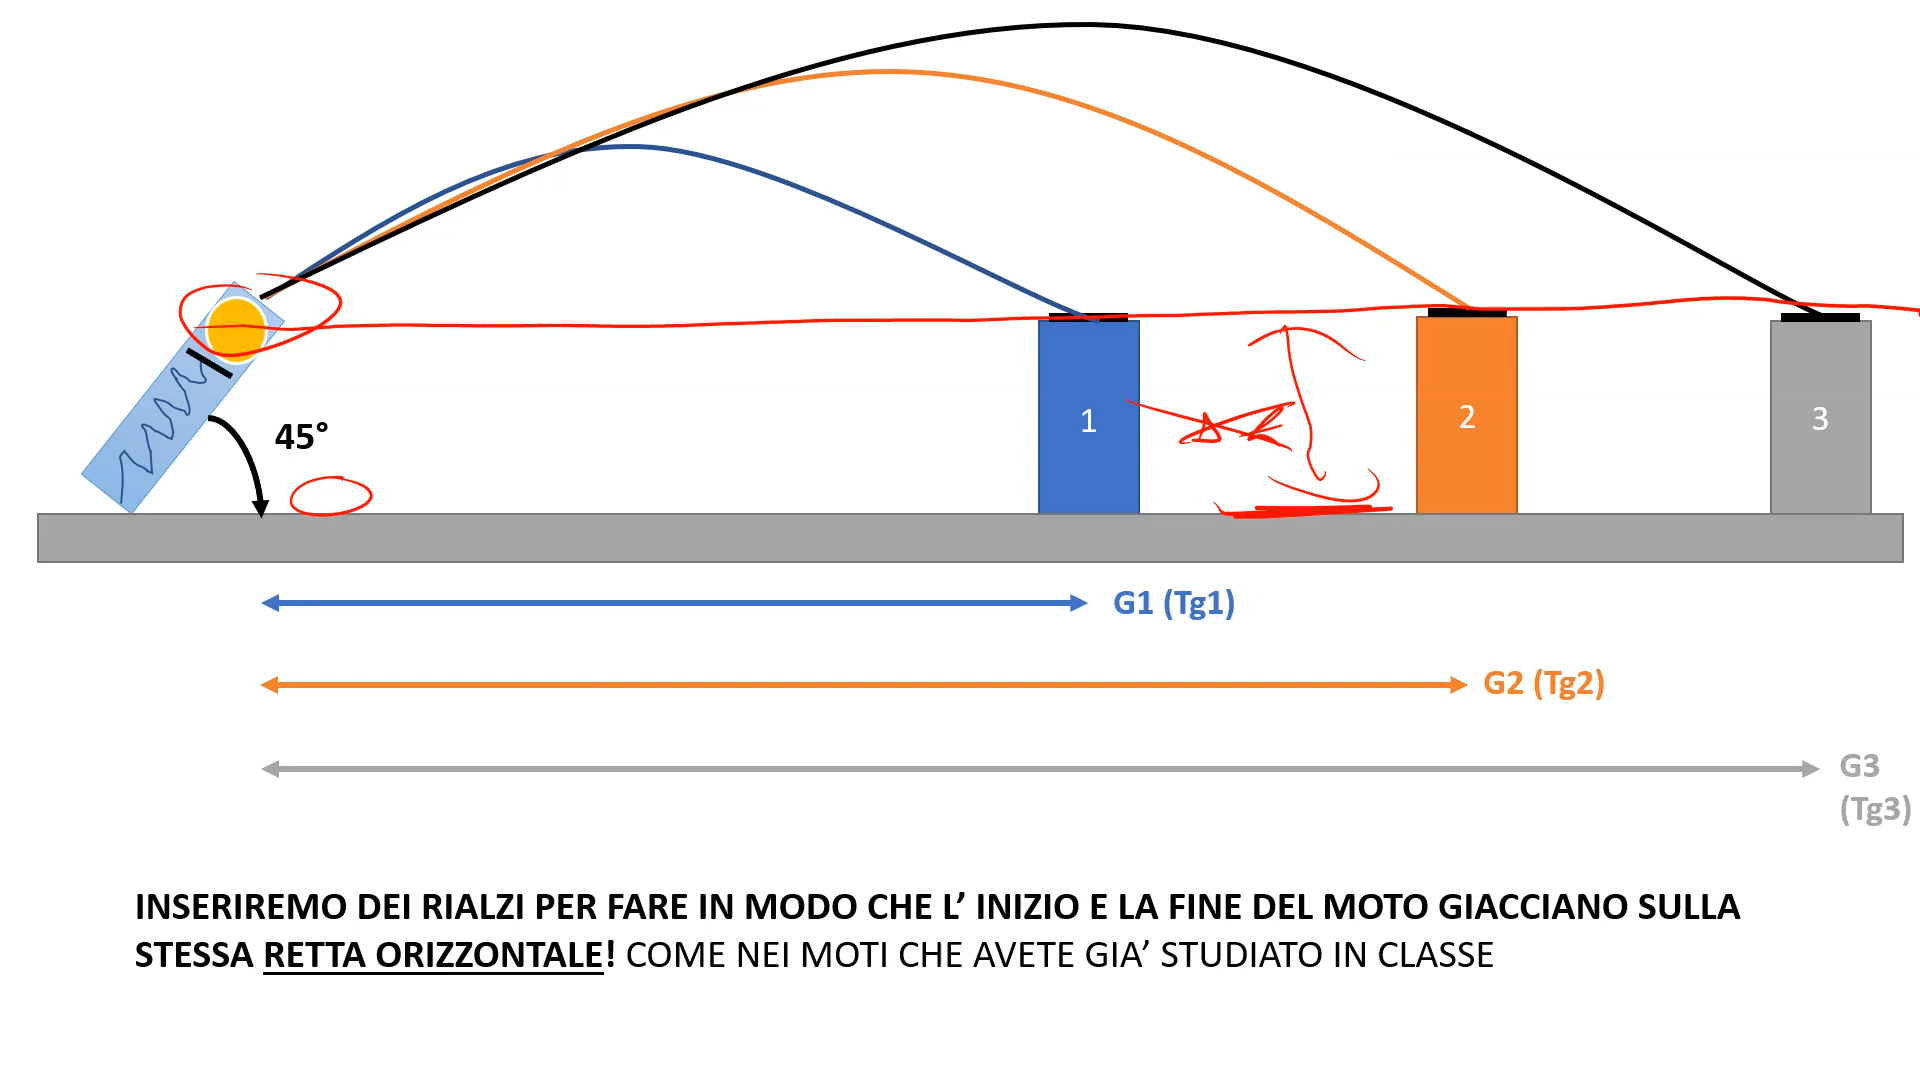 45°
1
2
3
G1 (Tg1)
G2 (Tg2)
G3
(Tg3)
INSERIREMO DEI RIALZI PER FARE IN MODO CHE L’ INIZIO E LA FINE DEL MOTO GIACCIANO SULLA
STESSA RETTA ORIZZONTALE! COME NEI MOTI CHE AVETE GIA’ STUDIATO IN CLASSE